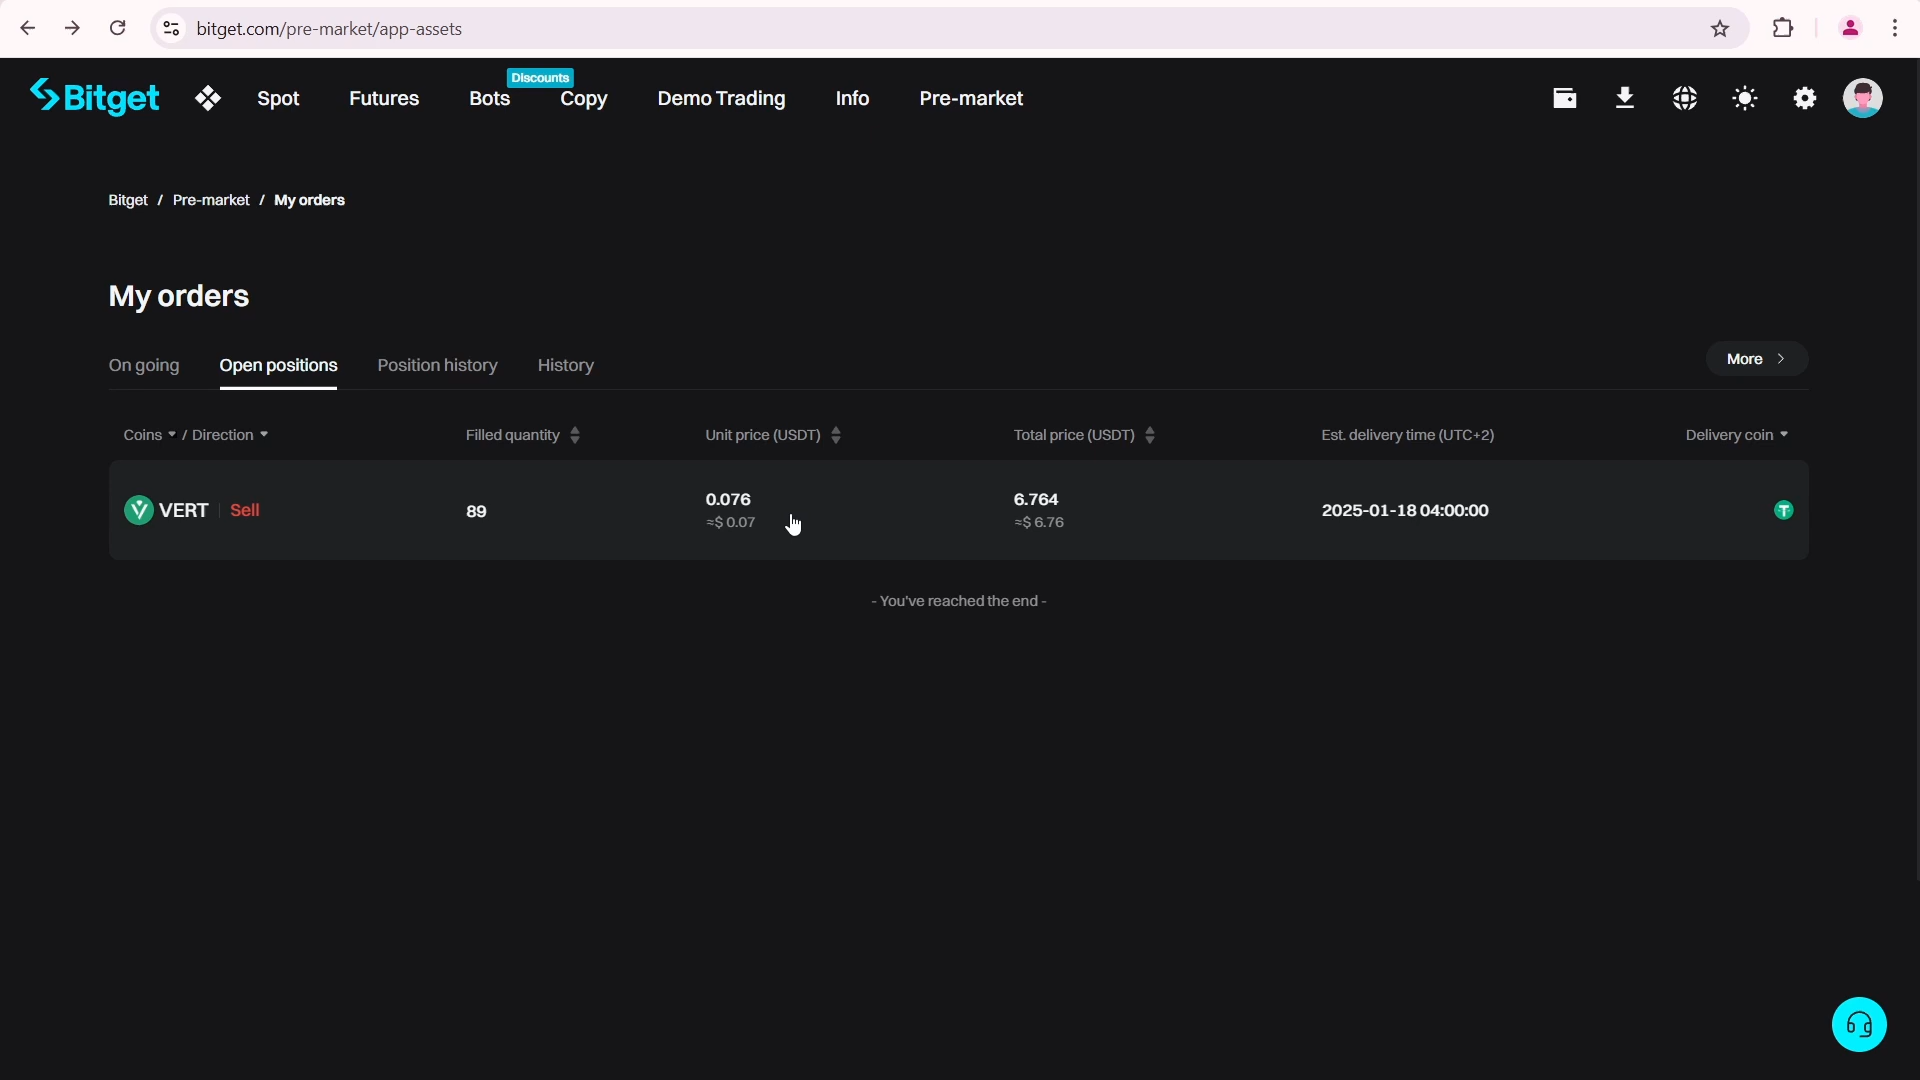 bitget.com/pre-market/app-assets
Bitget Spot Futures Bots Discounts Copy Demo Trading Info Pre-market
Bitget / Pre-market / My orders
My orders
On going Open positions Position history History More
Coins / Direction Filled quantity Unit price (USDT) Total price (USDT) Est. delivery time (UTC+2) Delivery coin
VERT Sell 89 0.076 6.764 2025-01-18 04:00:00
≈$ 0.07 ≈$ 6.76
- You've reached the end -